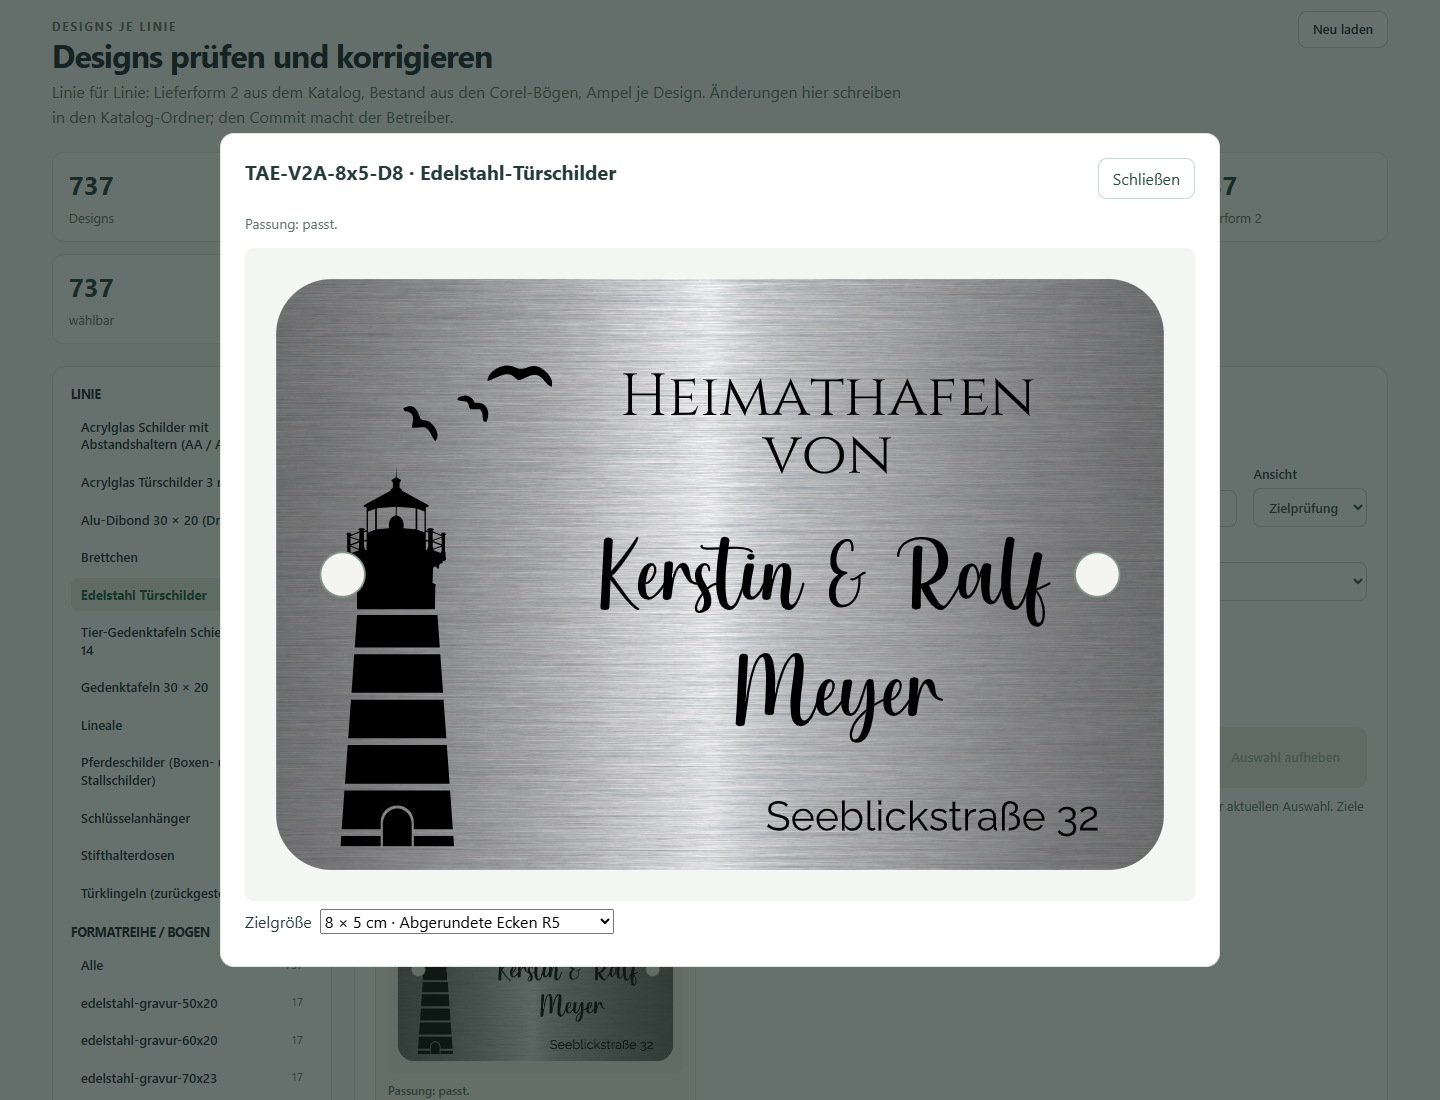 DESIGNS JE LINIE
Designs prüfen und korrigieren
Neu laden
Linie für Linie: Lieferform 2 aus dem Katalog, Bestand aus den Corel-Bögen, Ampel je Design. Änderungen hier schreiben
in den Katalog-Ordner; den Commit macht der Betreiber.
737
Designs
737
wählbar
TAE-V2A-8x5-D8 · Edelstahl-Türschilder
Schließen
Passung: passt.
HEIMATHAFEN
VON
Kerstin & Ralf
Meyer
Seeblickstraße 32
Zielgröße
8 × 5 cm · Abgerundete Ecken R5
LINIE
Acrylglas Schilder mit
Abstandshaltern (AA /
Acrylglas Türschilder 3
Alu-Dibond 30 × 20
Brettchen
Edelstahl Türschilder
Tier-Gedenktafeln
14
Gedenktafeln 30 × 20
Lineale
Pferdeschilder (Boxen-
Stallschilder)
Schlüsselanhänger
Stifthalterdosen
Türklingeln
FORMATREIHE / BOGEN
Alle
edelstahl-gravur-50x20 17
edelstahl-gravur-60x20 17
edelstahl-gravur-70x23 17
Ansicht
Zielprüfung
Auswahl aufheben
aktuellen Auswahl. Ziele
Kerstin & Ralf
Meyer
Seeblickstraße 32
Passung: passt.